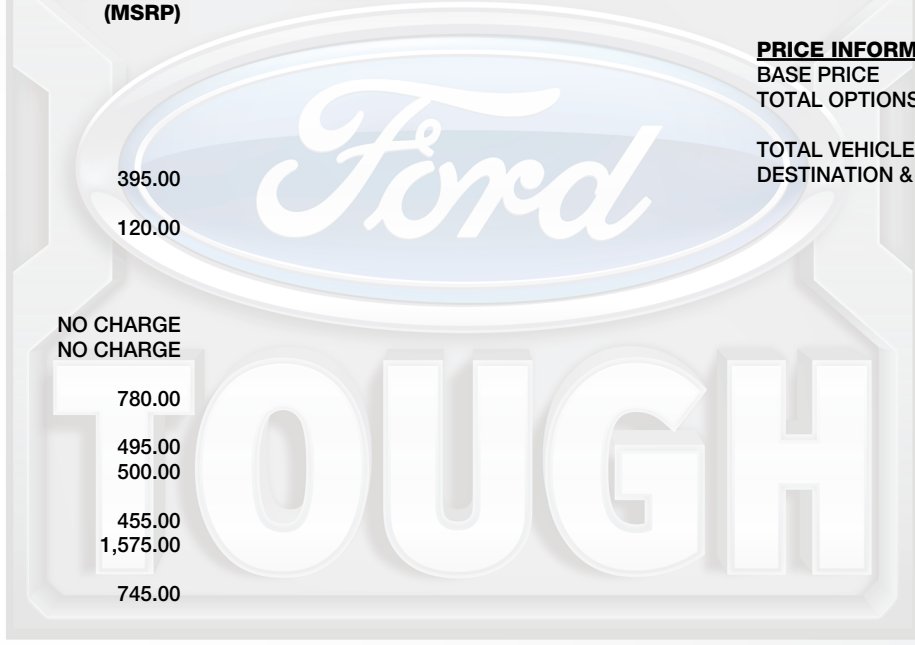 (MSRP)
PRICE INFORM
BASE PRICE
TOTAL OPTIONS
TOTAL VEHICLE
DESTINATION &
395.00
120.00
NO CHARGE
NO CHARGE
780.00
495.00
500.00
455.00
1,575.00
745.00
Ford
TOUGH